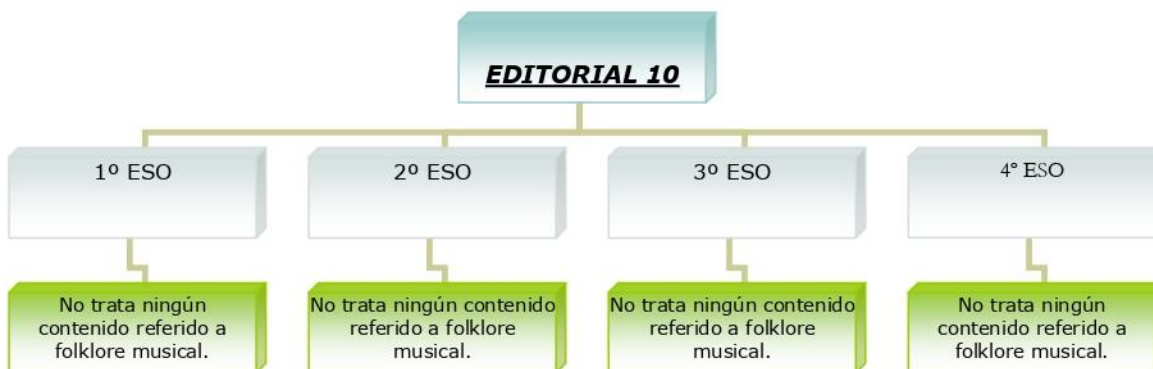 EDITORIAL 10
1º ESO
2º ESO
3º ESO
4º ESO
No trata ningún
contenido referido a
folklore musical.
No trata ningún contenido
referido a folklore
musical.
No trata ningún contenido
referido a folklore
musical.
No trata ningún
contenido referido a
folklore musical.